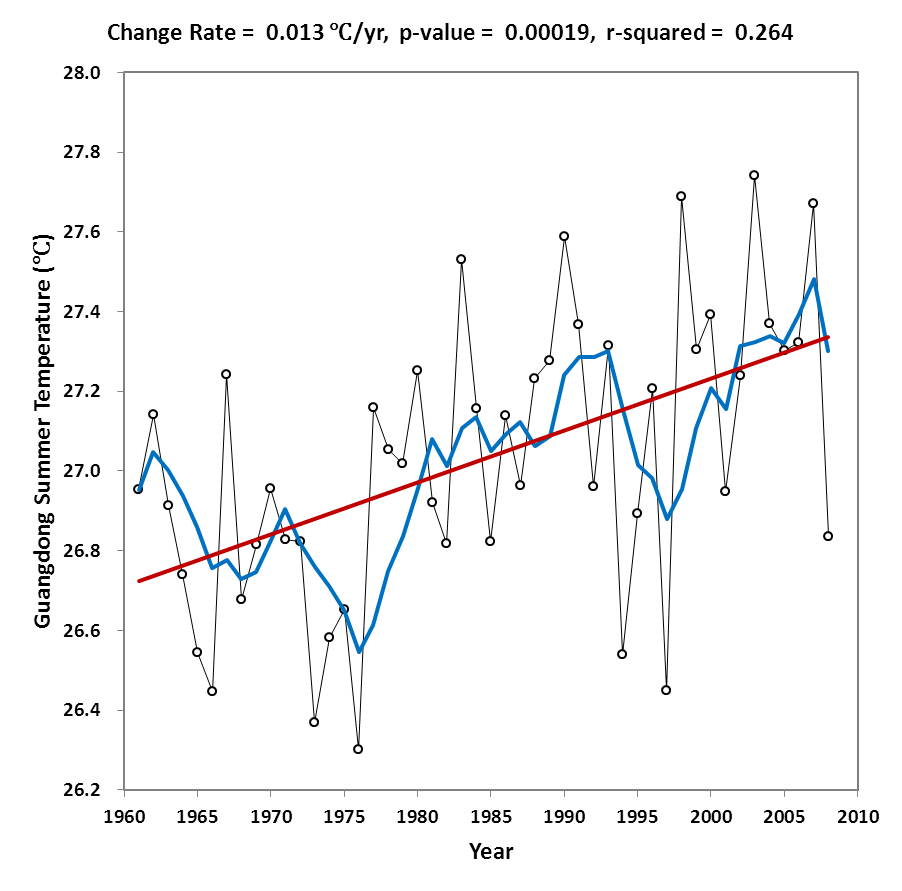 Change Rate = 0.013 ℃/yr, p-value = 0.00019, r-squared = 0.264
28.0
27.8
27.6
27.4
27.2
27.0
26.8
26.6
26.4
26.2
Guangdong Summer Temperature (℃)
1960 1965 1970 1975 1980 1985 1990 1995 2000 2005 2010
Year